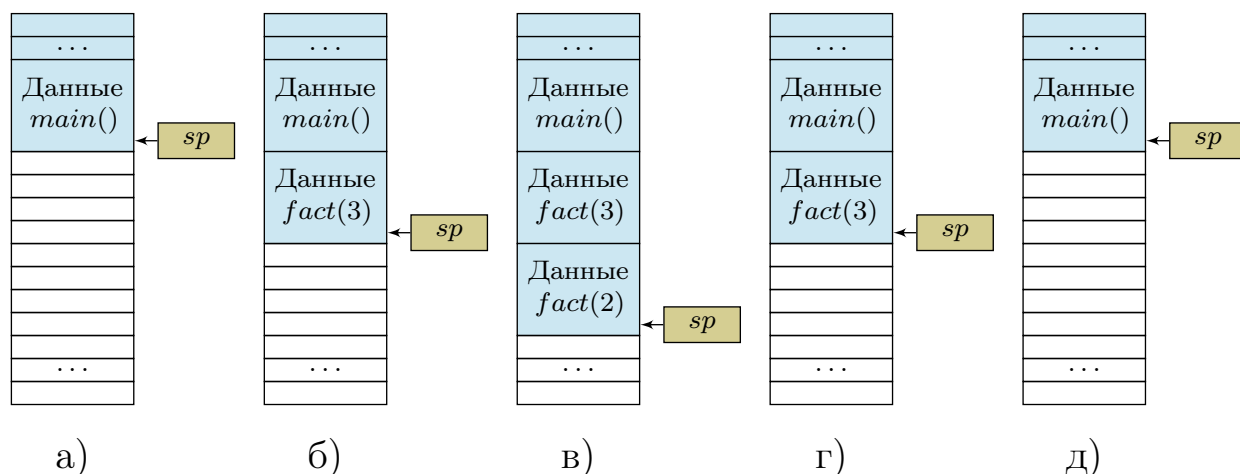 ...
Данные
main()
sp
...
а)
...
Данные
main()
Данные
fact(3)
sp
...
б)
...
Данные
main()
Данные
fact(3)
Данные
fact(2)
sp
...
в)
...
Данные
main()
Данные
fact(3)
sp
...
г)
...
Данные
main()
sp
...
д)